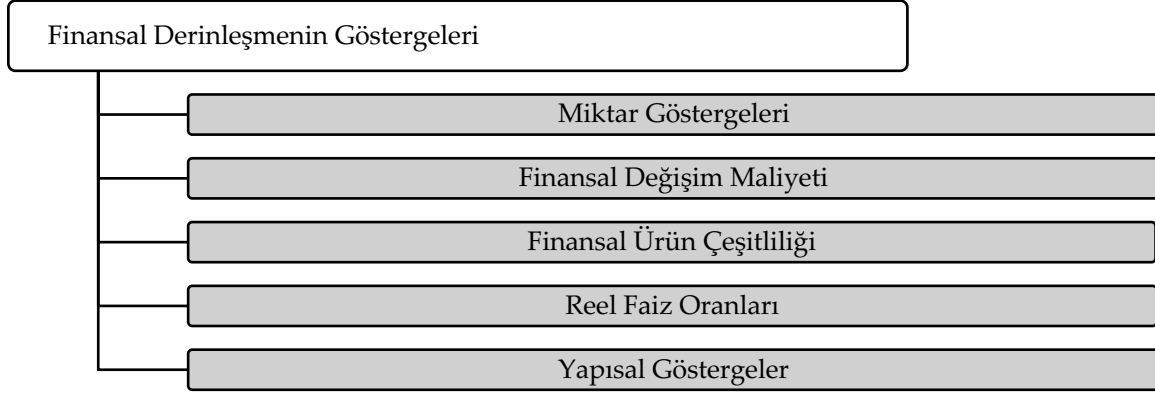 Finansal Derinleşmenin Göstergeleri
Miktar Göstergeleri
Finansal Değişim Maliyeti
Finansal Ürün Çeşitliliği
Reel Faiz Oranları
Yapısal Göstergeler